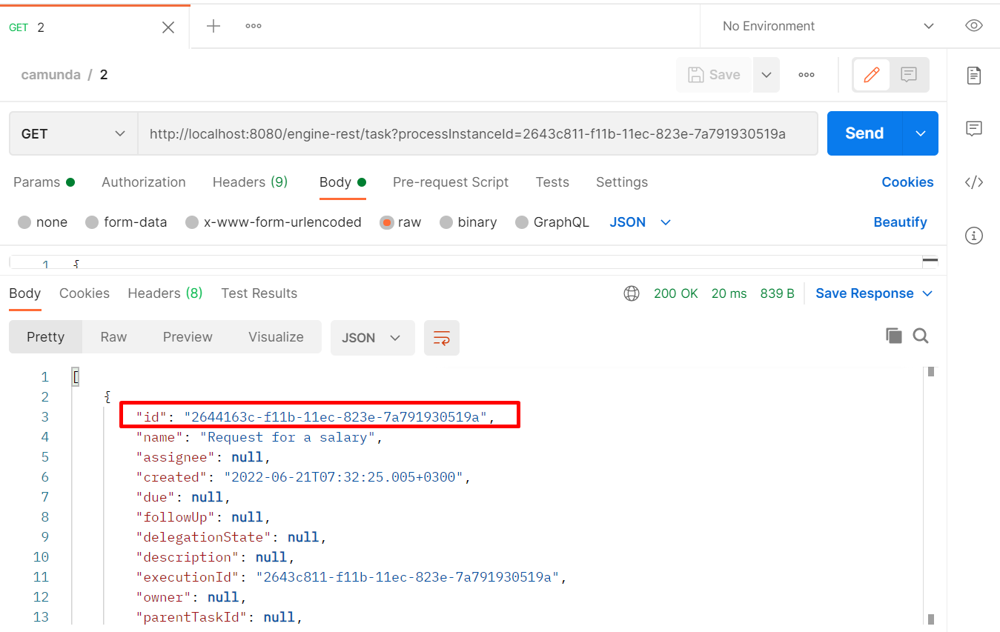 GET 2
No Environment
camunda / 2
Save
GET http://localhost:8080/engine-rest/task?processInstanceId=2643c811-f11b-11ec-823e-7a791930519a Send
Params Authorization Headers (9) Body Pre-request Script Tests Settings Cookies
none form-data x-www-form-urlencoded raw binary GraphQL JSON Beautify
1 {
Body Cookies Headers (8) Test Results 200 OK 20 ms 839 B Save Response
Pretty Raw Preview Visualize JSON
1 [
2 {
3 "id": "2644163c-f11b-11ec-823e-7a791930519a",
4 "name": "Request for a salary",
5 "assignee": null,
6 "created": "2022-06-21T07:32:25.005+0300",
7 "due": null,
8 "followUp": null,
9 "delegationState": null,
10 "description": null,
11 "executionId": "2643c811-f11b-11ec-823e-7a791930519a",
12 "owner": null,
13 "parentTaskId": null,